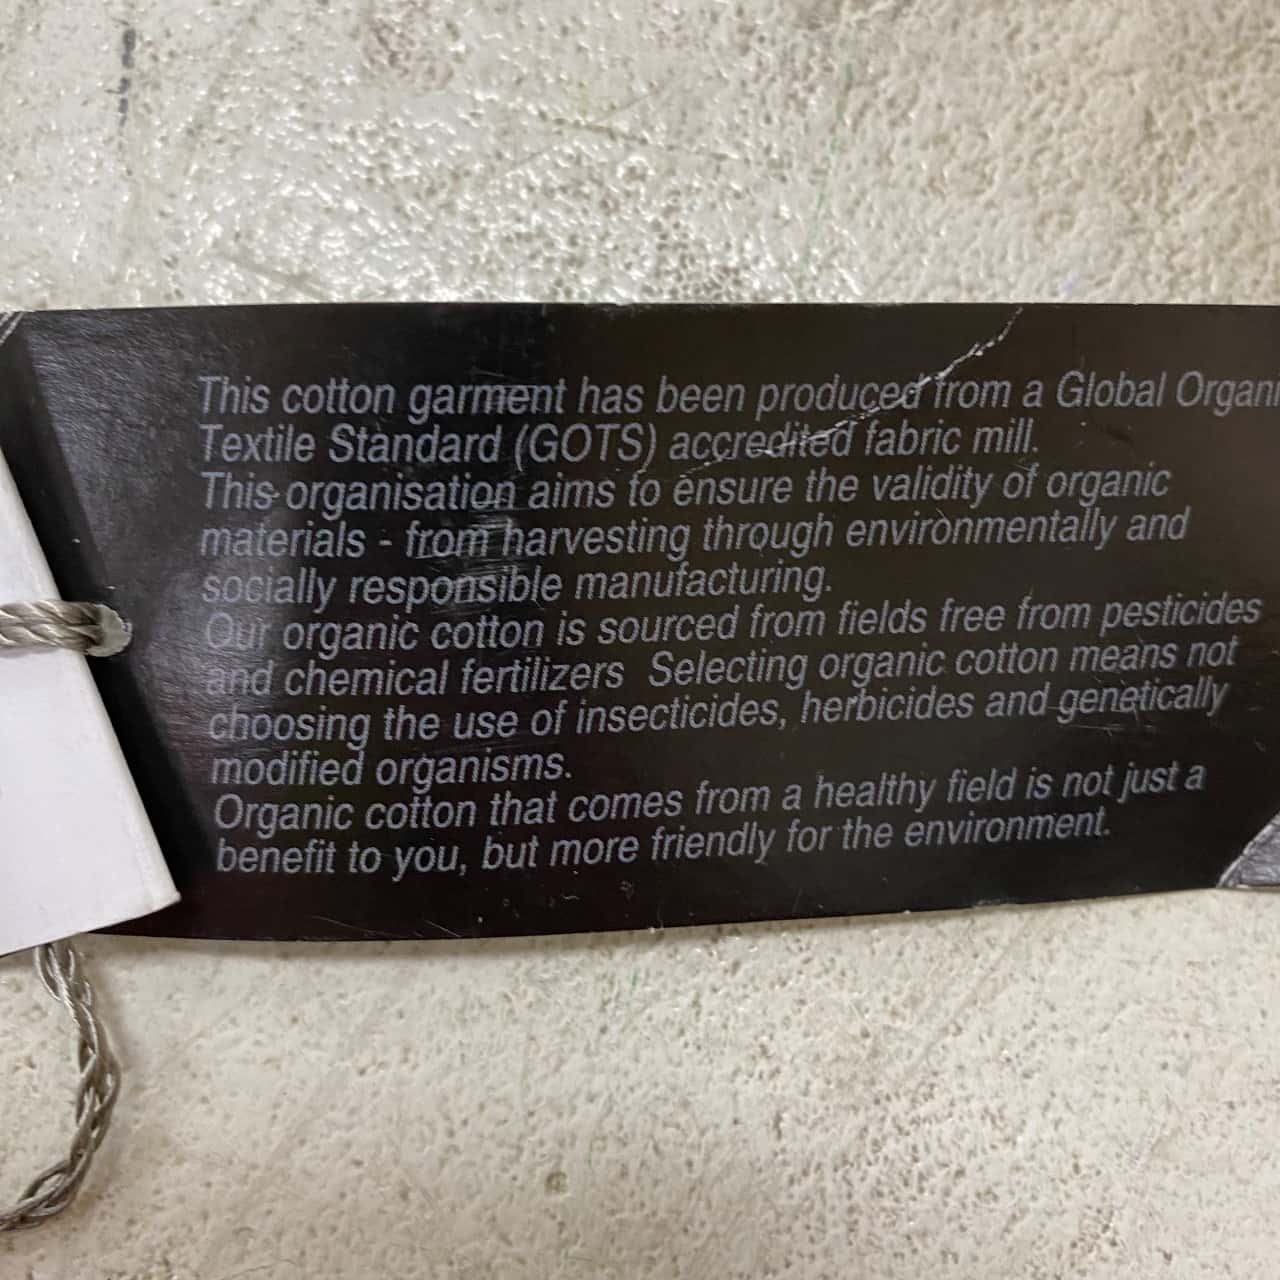 This cotton garment has been produced from a Global Organi
Textile Standard (GOTS) accredited fabric mill.
This organisation aims to ensure the validity of organic
materials - from harvesting through environmentally and
socially responsible manufacturing.
Our organic cotton is sourced from fields free from pesticides
and chemical fertilizers Selecting organic cotton means not
choosing the use of insecticides, herbicides and genetically
modified organisms.
Organic cotton that comes from a healthy field is not just a
benefit to you, but more friendly for the environment.